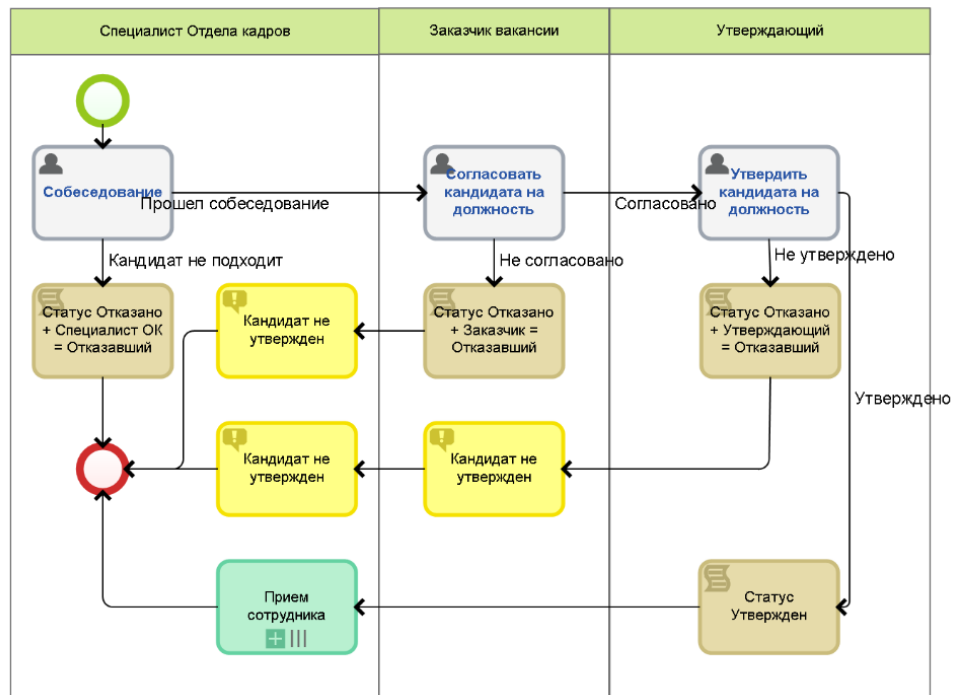 Специалист Отдела кадров
Заказчик вакансии
Утверждающий
Собеседование
Прошел собеседование
Согласовать
кандидата на
должность
Согласовано
Утвердить
кандидата на
должность
Кандидат не подходит
Не согласовано
Не утверждено
Статус Отказано
+ Специалист ОК
= Отказавший
Кандидат не
утвержден
Статус Отказано
+ Заказчик =
Отказавший
Статус Отказано
+ Утверждающий
= Отказавший
Утверждено
Кандидат не
утвержден
Кандидат не
утвержден
Прием
сотрудника
Статус
Утвержден